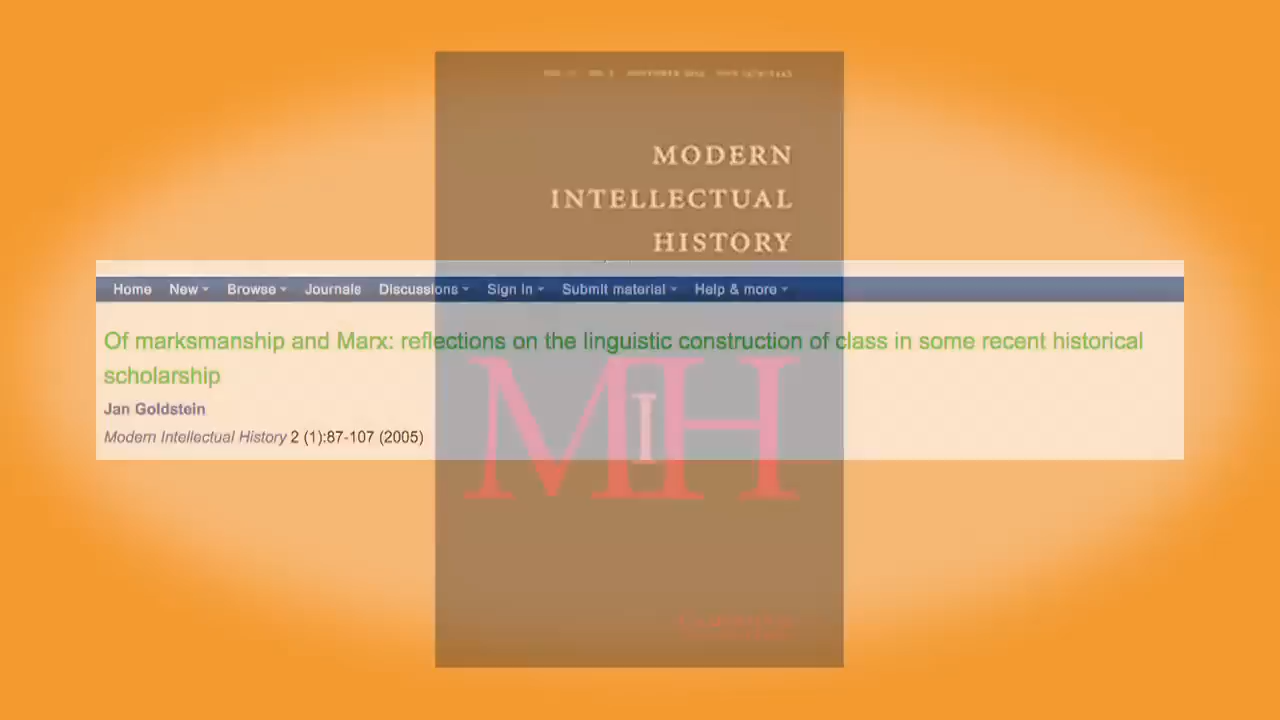 MODERN
INTELLECTUAL
HISTORY
Home New Browse Journals Discussions Sign in Submit material Help & more
Of marksmanship and Marx: reflections on the linguistic construction of class in some recent historical
scholarship
Jan Goldstein
Modern Intellectual History 2 (1):87-107 (2005)
MIH